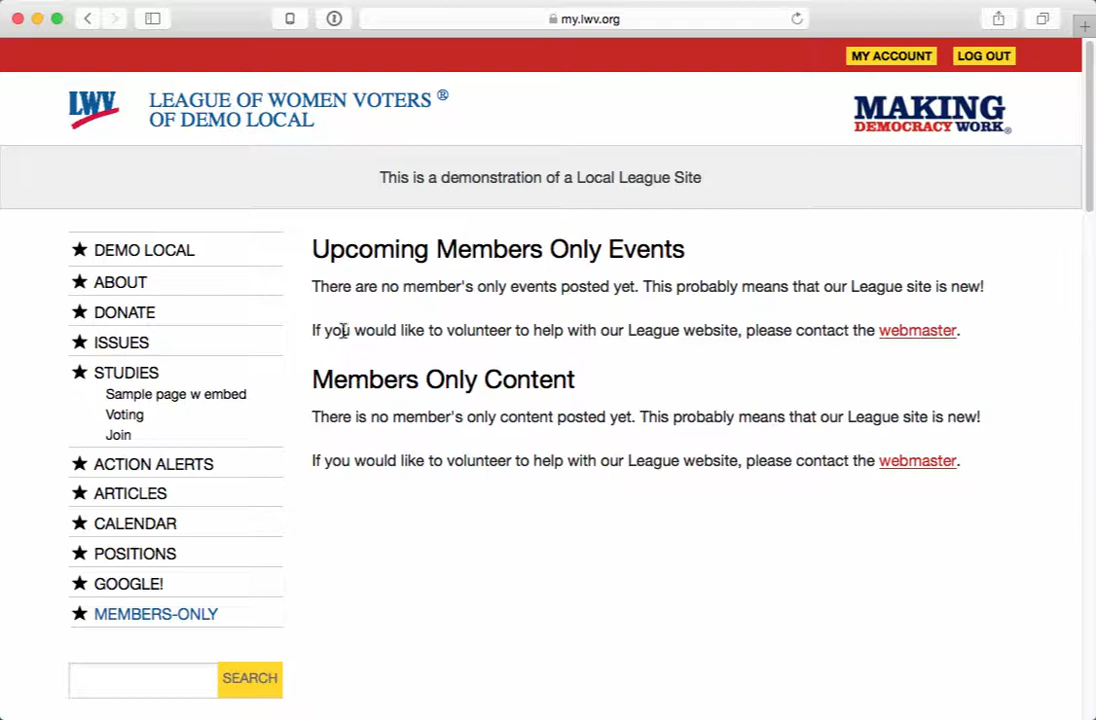 my.lwv.org
MY ACCOUNT LOG OUT
LWV LEAGUE OF WOMEN VOTERS ®
OF DEMO LOCAL
MAKING
DEMOCRACY WORK®
This is a demonstration of a Local League Site
★ DEMO LOCAL
★ ABOUT
★ DONATE
★ ISSUES
★ STUDIES
Sample page w embed
Voting
Join
★ ACTION ALERTS
★ ARTICLES
★ CALENDAR
★ POSITIONS
★ GOOGLE!
★ MEMBERS-ONLY
SEARCH
Upcoming Members Only Events
There are no member's only events posted yet. This probably means that our League site is new!
If you would like to volunteer to help with our League website, please contact the webmaster.
Members Only Content
There is no member's only content posted yet. This probably means that our League site is new!
If you would like to volunteer to help with our League website, please contact the webmaster.